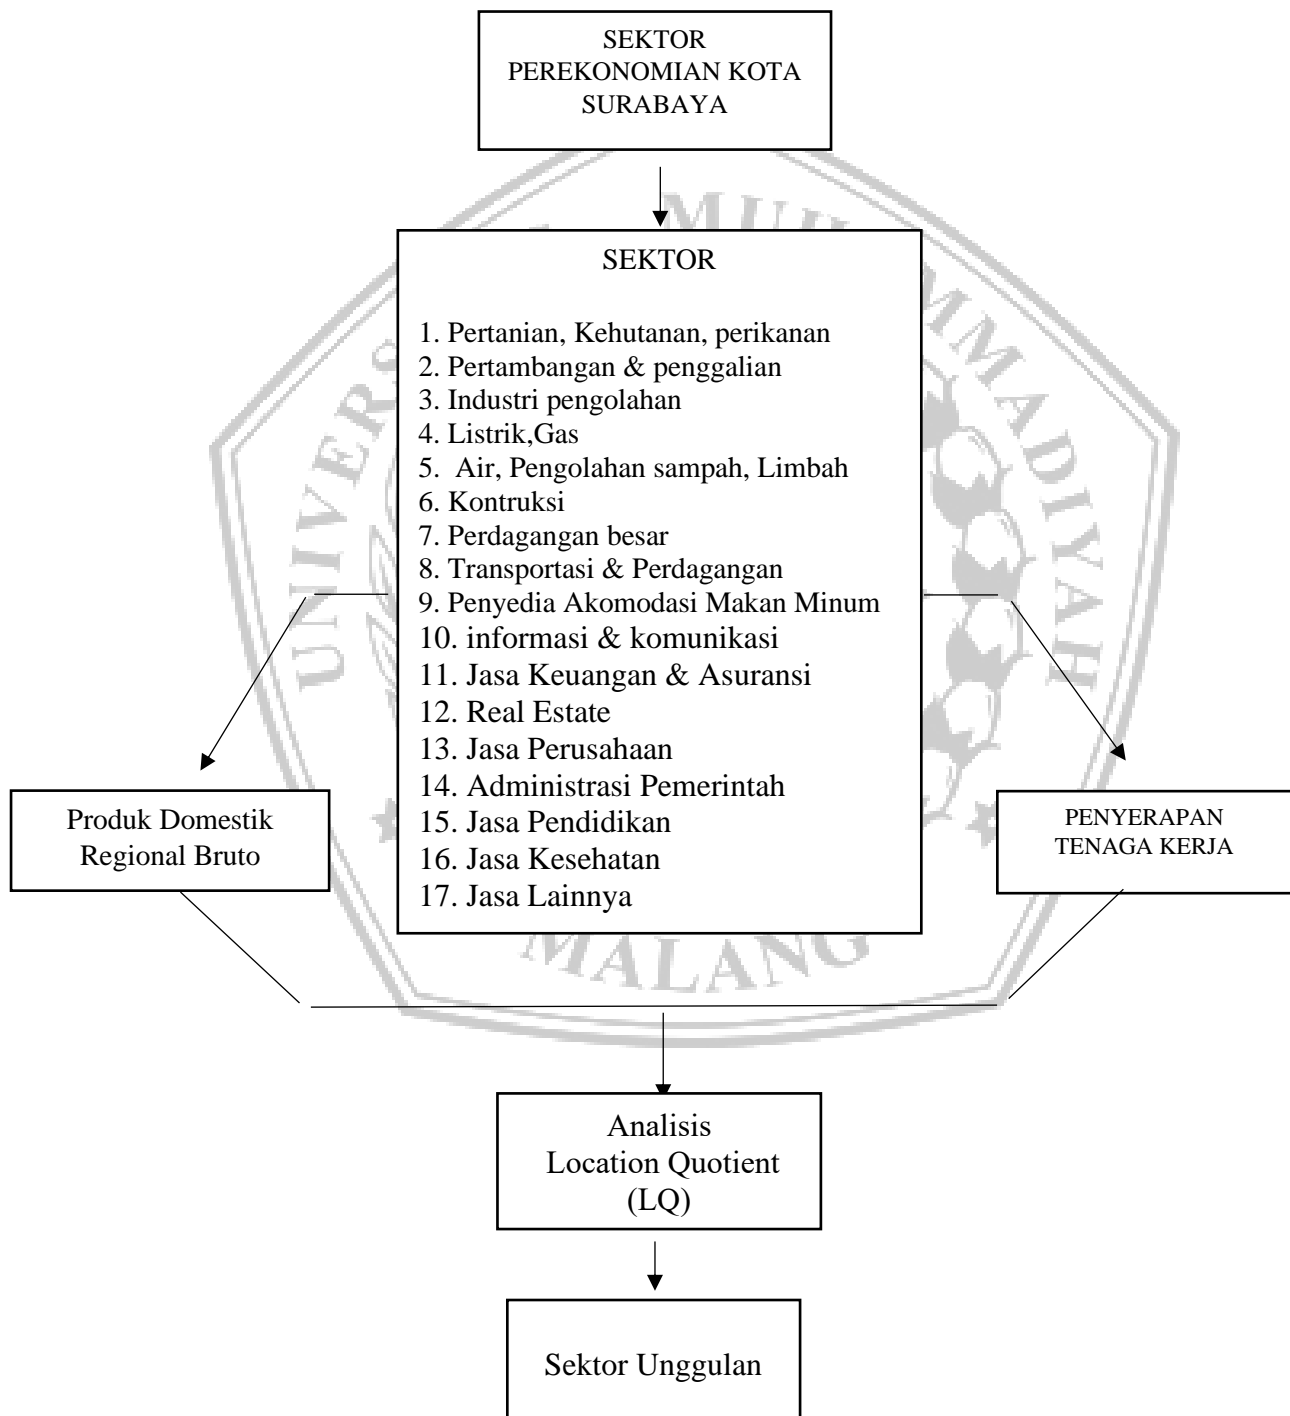 SEKTOR
PEREKONOMIAN KOTA
SURABAYA
SEKTOR
1. Pertanian, Kehutanan, perikanan
2. Pertambangan & penggalian
3. Industri pengolahan
4. Listrik,Gas
5.  Air, Pengolahan sampah, Limbah
6. Kontruksi
7. Perdagangan besar
8. Transportasi & Perdagangan
9. Penyedia Akomodasi Makan Minum
10. informasi & komunikasi
11. Jasa Keuangan & Asuransi
12. Real Estate
13. Jasa Perusahaan
14. Administrasi Pemerintah
15. Jasa Pendidikan
16. Jasa Kesehatan
17. Jasa Lainnya
Produk Domestik
Regional Bruto
PENYERAPAN
TENAGA KERJA
Analisis
Location Quotient
(LQ)
Sektor Unggulan
MALANG